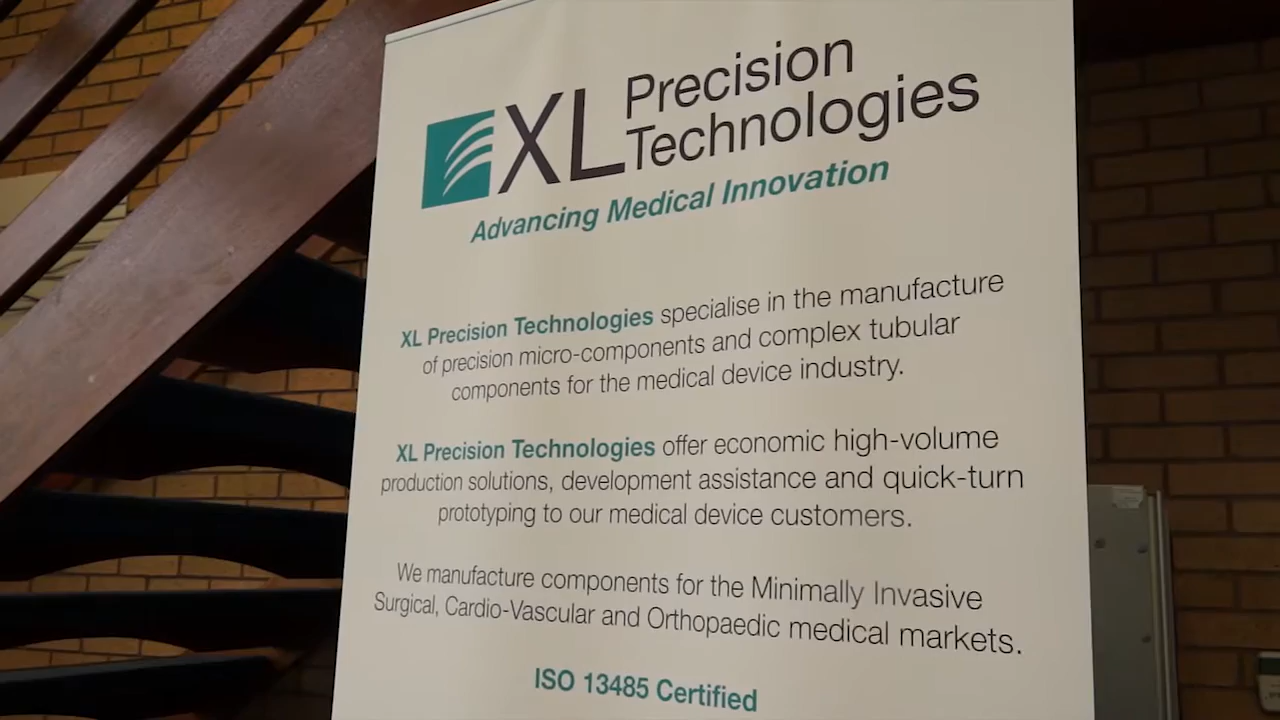 XL Precision
Technologies
Advancing Medical Innovation
XL Precision Technologies specialise in the manufacture
of precision micro-components and complex tubular
components for the medical device industry.
XL Precision Technologies offer economic high-volume
production solutions, development assistance and quick-turn
prototyping to our medical device customers.
We manufacture components for the Minimally Invasive
Surgical, Cardio-Vascular and Orthopaedic medical markets.
ISO 13485 Certified